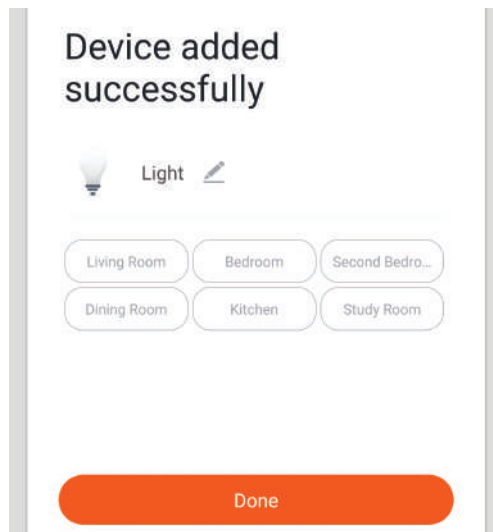 Device added
successfully
Light
Living Room Bedroom Second Bedro...
Dining Room Kitchen Study Room
Done